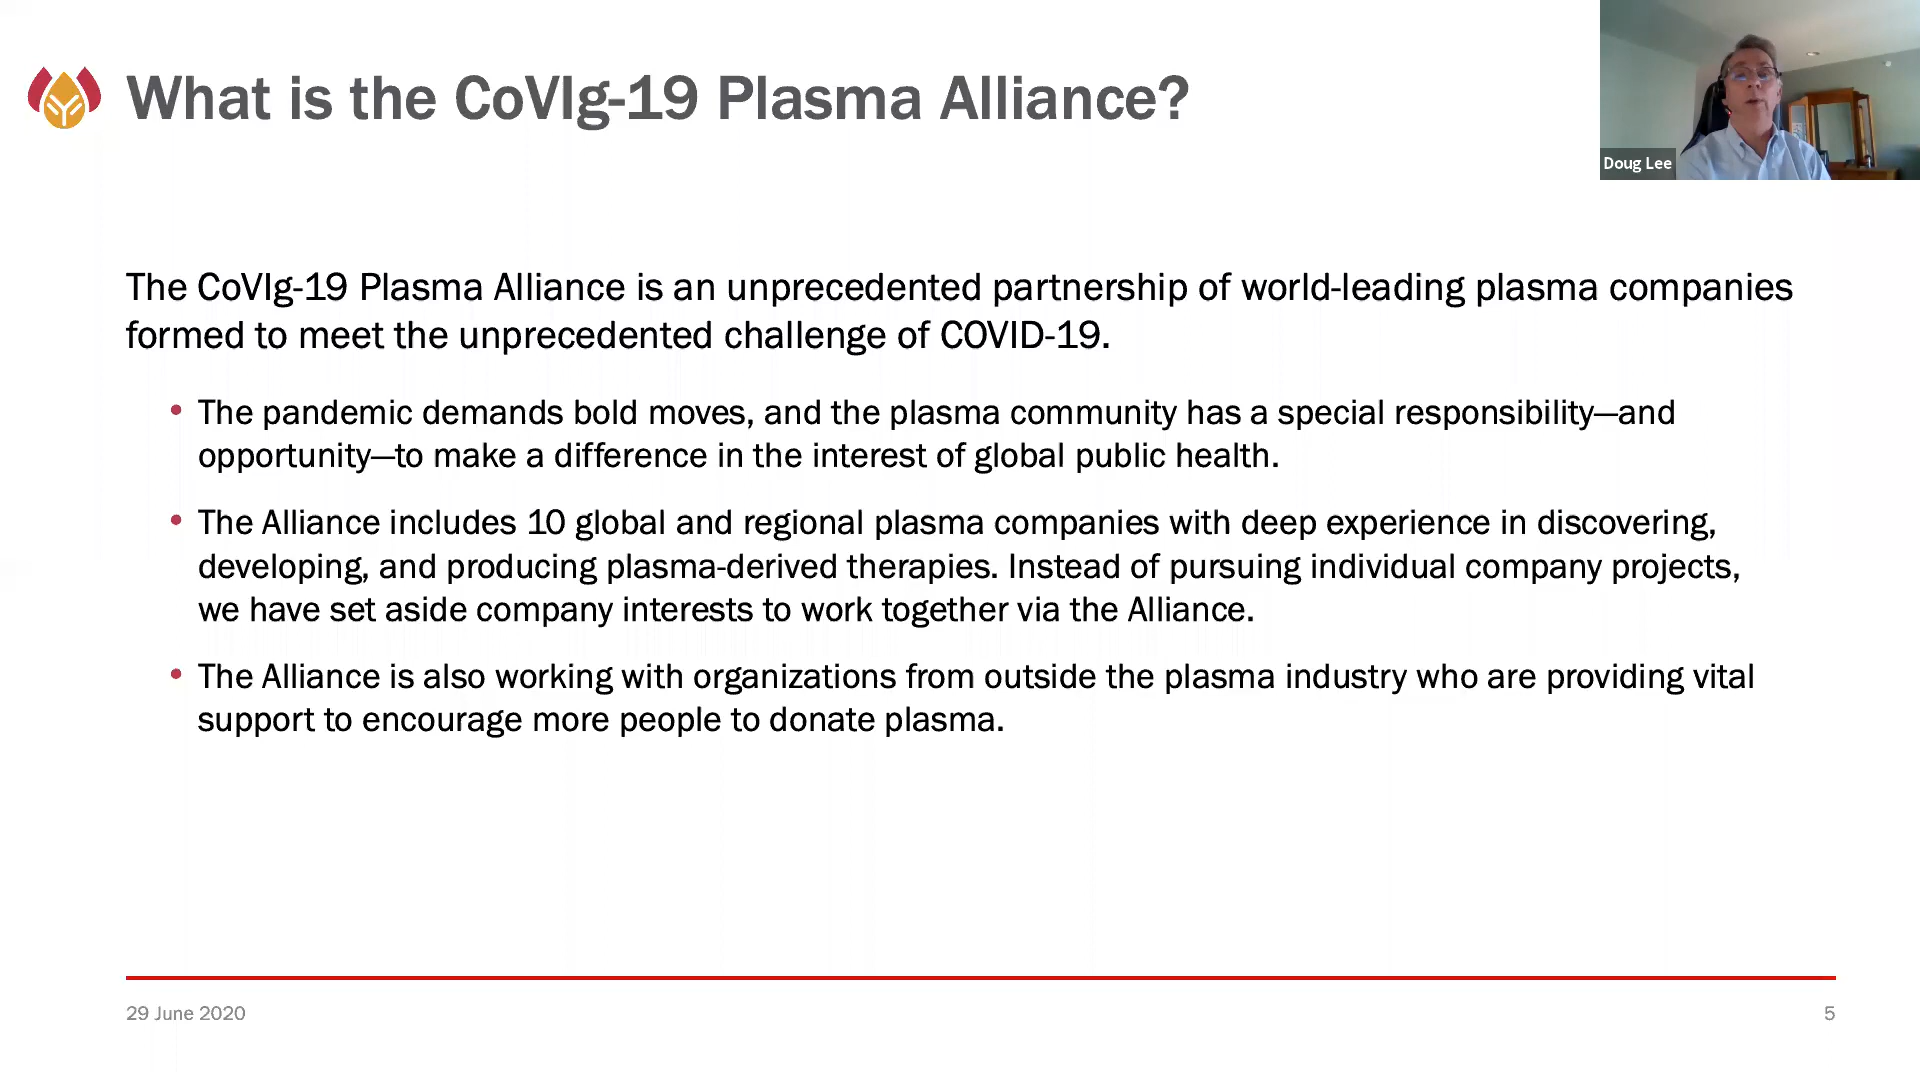 What is the CoVIg-19 Plasma Alliance?
Doug Lee
The CoVIg-19 Plasma Alliance is an unprecedented partnership of world-leading plasma companies
formed to meet the unprecedented challenge of COVID-19.
• The pandemic demands bold moves, and the plasma community has a special responsibility—and
opportunity—to make a difference in the interest of global public health.
• The Alliance includes 10 global and regional plasma companies with deep experience in discovering,
developing, and producing plasma-derived therapies. Instead of pursuing individual company projects,
we have set aside company interests to work together via the Alliance.
• The Alliance is also working with organizations from outside the plasma industry who are providing vital
support to encourage more people to donate plasma.
29 June 2020
5